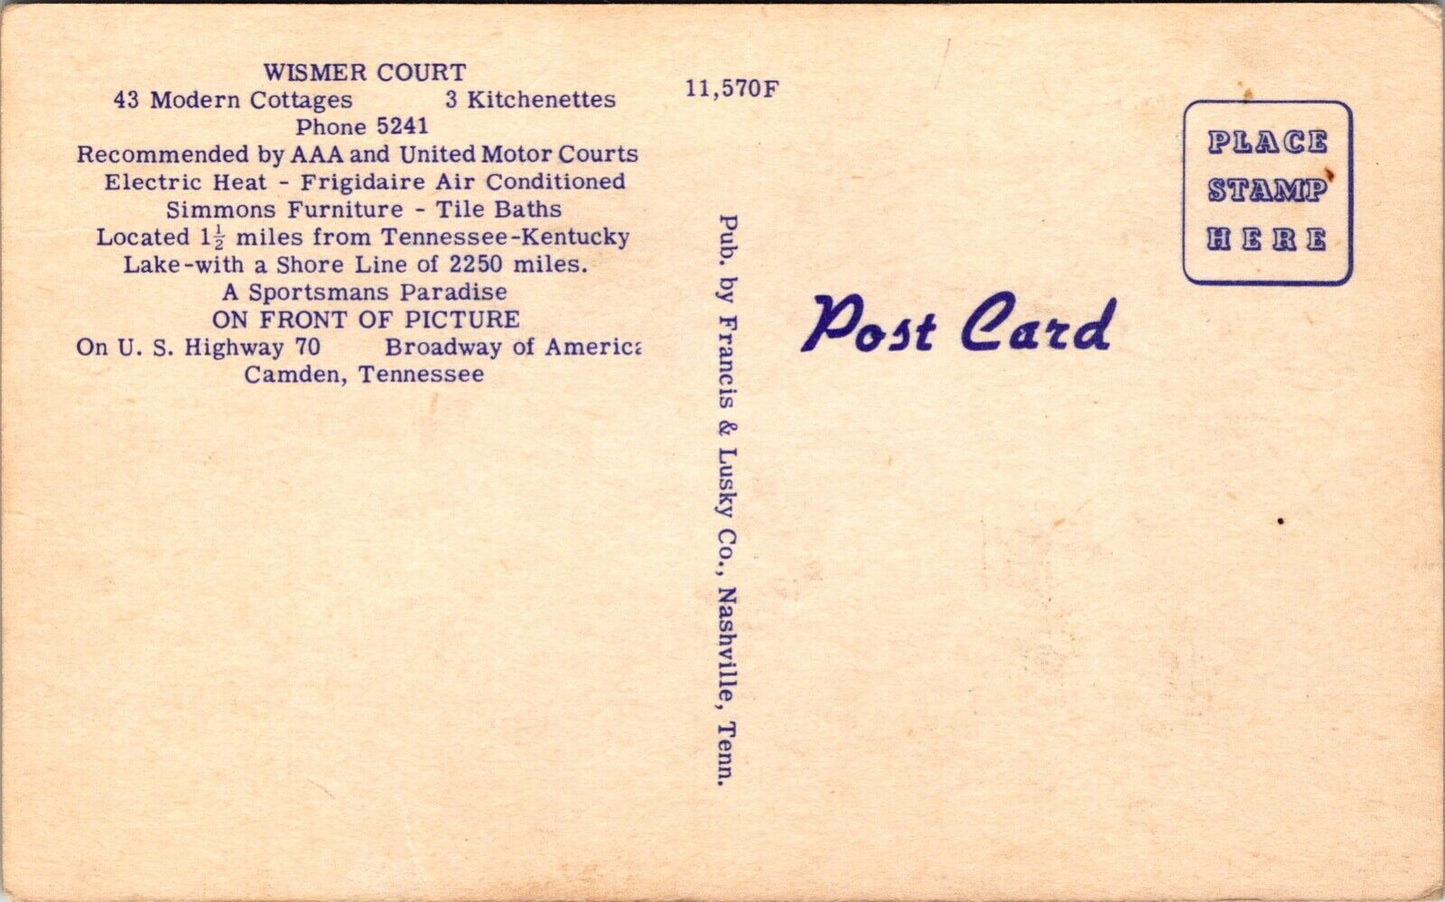 WISMER COURT
43 Modern Cottages 3 Kitchenettes
Phone 5241
Recommended by AAA and United Motor Courts
Electric Heat - Frigidaire Air Conditioned
Simmons Furniture - Tile Baths
Located 1½ miles from Tennessee-Kentucky
Lake-with a Shore Line of 2250 miles.
A Sportsmans Paradise
ON FRONT OF PICTURE
On U. S. Highway 70 Broadway of America
Camden, Tennessee
11,570F
Pub. by Francis & Lusky Co., Nashville, Tenn.
Post Card
PLACE
STAMP
HERE